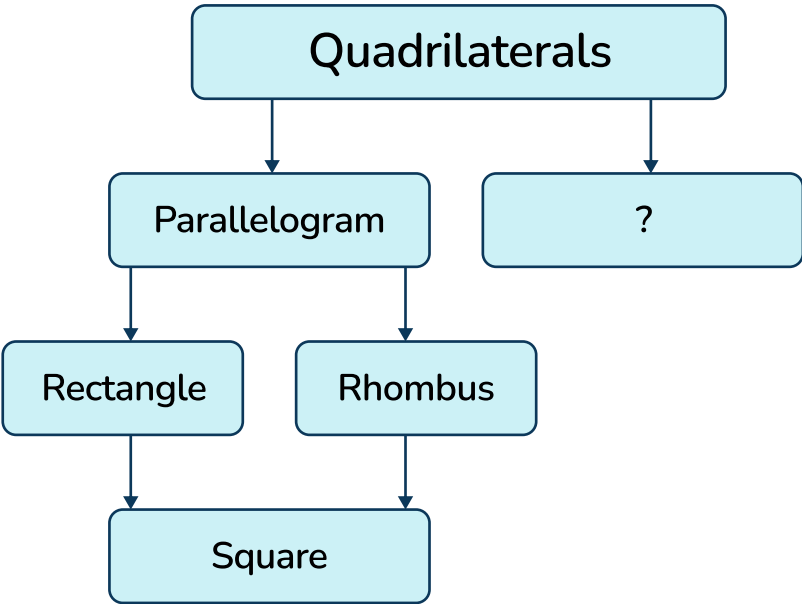 Quadrilaterals
Parallelogram
?
Rectangle
Rhombus
Square